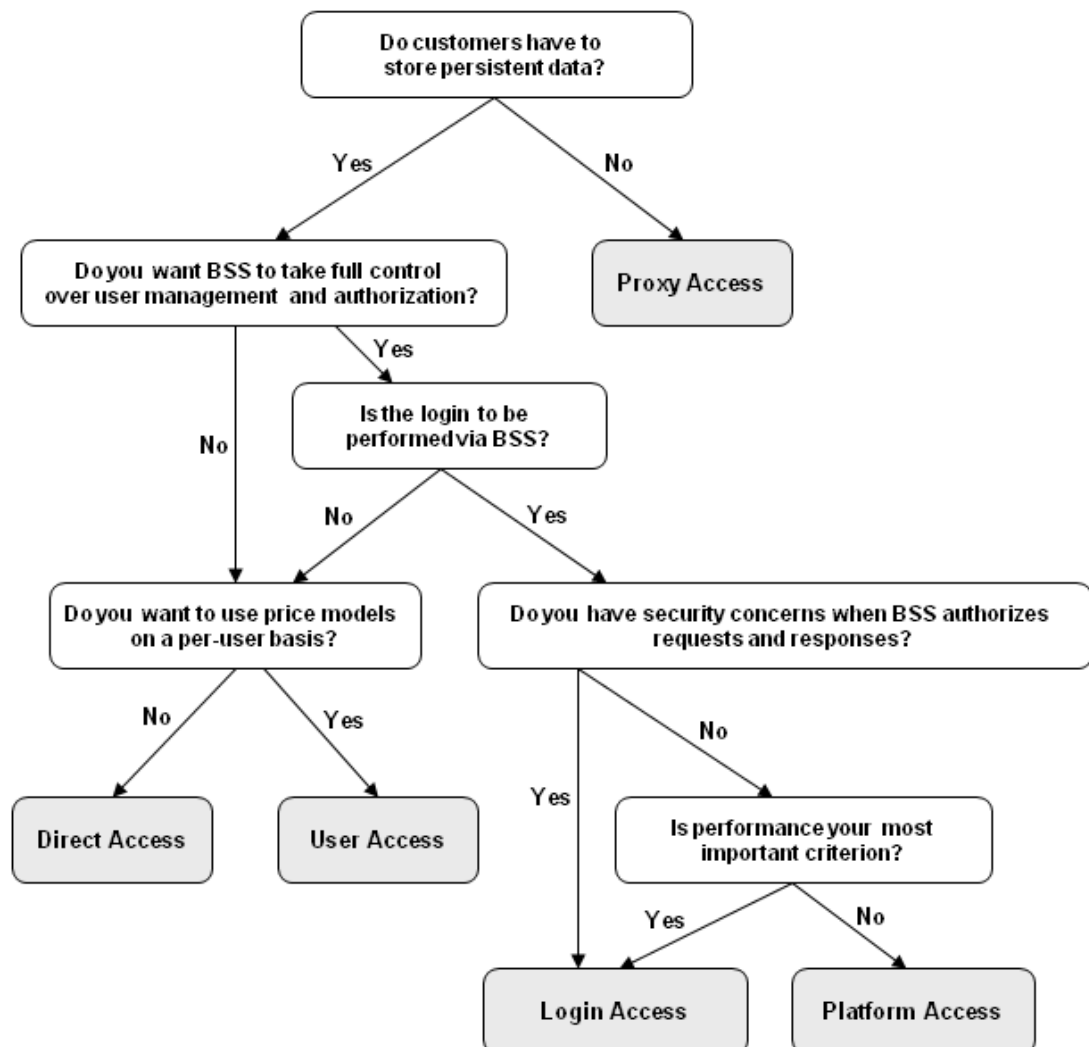 Do customers have to
store persistent data?
Yes
No
Do you want BSS to take full control
over user management and authorization?
Proxy Access
Yes
Is the login to be
performed via BSS?
No
No
Yes
Do you want to use price models
on a per-user basis?
Do you have security concerns when BSS authorizes
requests and responses?
No
Yes
No
Yes
Direct Access
User Access
Is performance your most
important criterion?
Yes
No
Login Access
Platform Access